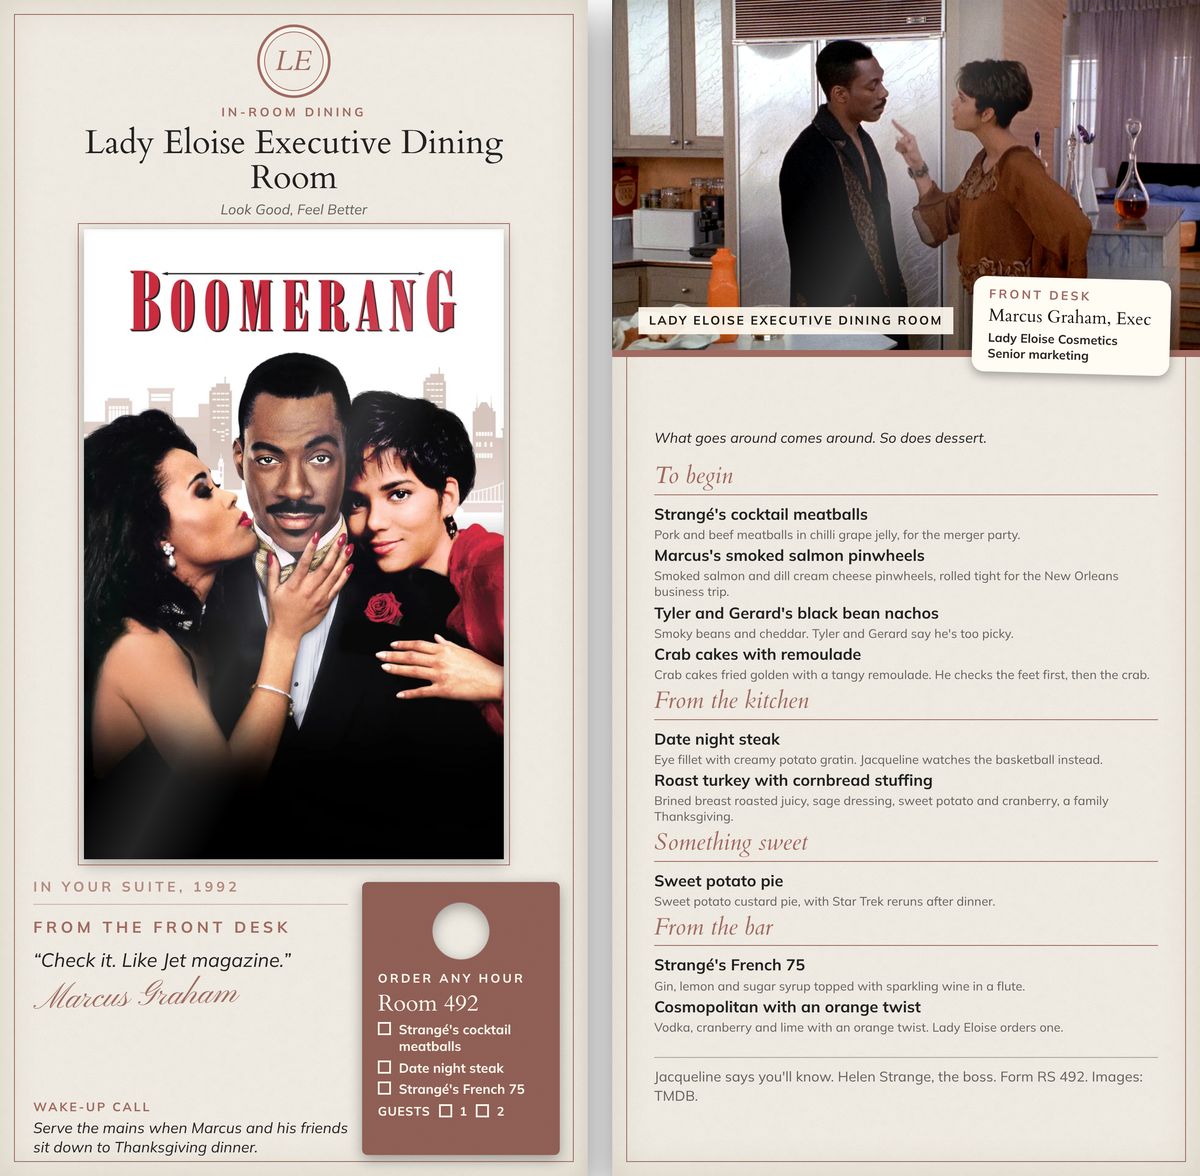 LE
IN-ROOM DINING
Lady Eloise Executive Dining
Room
Look Good, Feel Better
BOOMERANG
IN YOUR SUITE, 1992
FROM THE FRONT DESK
“Check it. Like Jet magazine.”
Marcus Graham
WAKE-UP CALL
Serve the mains when Marcus and his friends
sit down to Thanksgiving dinner.
ORDER ANY HOUR
Room 492
Strangé's cocktail
meatballs
Date night steak
Strangé's French 75
GUESTS 1 2
LADY ELOISE EXECUTIVE DINING ROOM
FRONT DESK
Marcus Graham, Exec
Lady Eloise Cosmetics
Senior marketing
What goes around comes around. So does dessert.
To begin
Strangé's cocktail meatballs
Pork and beef meatballs in chilli grape jelly, for the merger party.
Marcus's smoked salmon pinwheels
Smoked salmon and dill cream cheese pinwheels, rolled tight for the New Orleans
business trip.
Tyler and Gerard's black bean nachos
Smoky beans and cheddar. Tyler and Gerard say he's too picky.
Crab cakes with remoulade
Crab cakes fried golden with a tangy remoulade. He checks the feet first, then the crab.
From the kitchen
Date night steak
Eye fillet with creamy potato gratin. Jacqueline watches the basketball instead.
Roast turkey with cornbread stuffing
Brined breast roasted juicy, sage dressing, sweet potato and cranberry, a family
Thanksgiving.
Something sweet
Sweet potato pie
Sweet potato custard pie, with Star Trek reruns after dinner.
From the bar
Strangé's French 75
Gin, lemon and sugar syrup topped with sparkling wine in a flute.
Cosmopolitan with an orange twist
Vodka, cranberry and lime with an orange twist. Lady Eloise orders one.
Jacqueline says you'll know. Helen Strange, the boss. Form RS 492. Images:
TMDB.